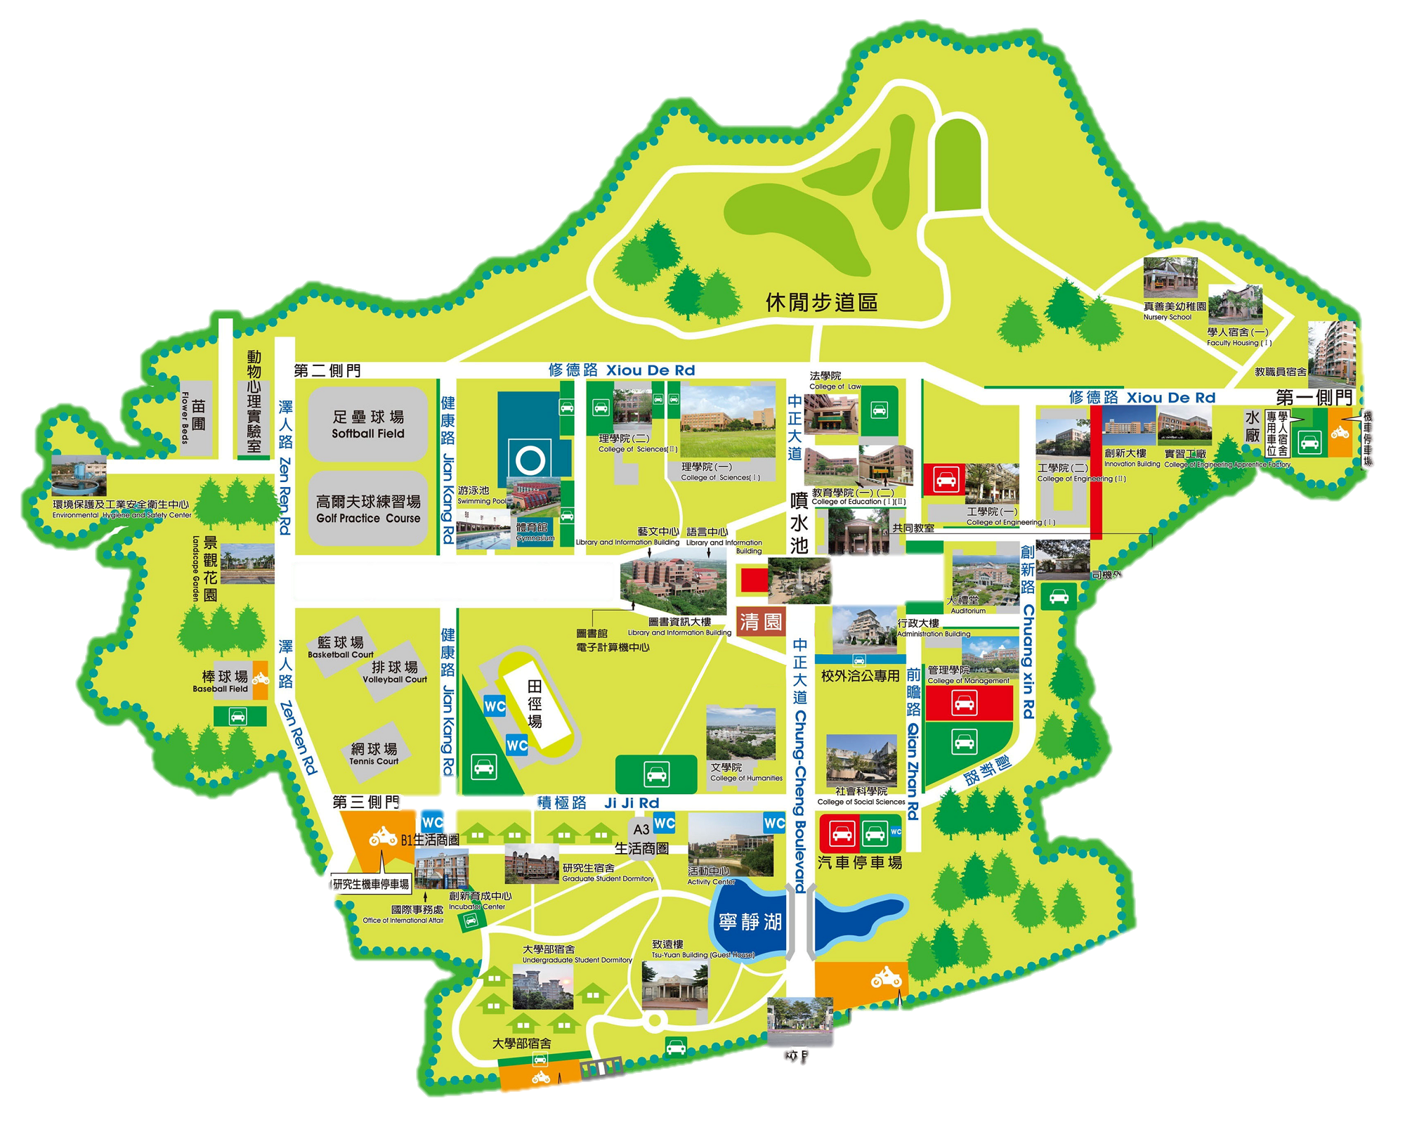 休閒步道區
真善美幼稚園
Nursery School
學人宿舍(一)
Faculty Housing (I)
教職員宿舍
第一側門
第二側門
修德路 Xiou De Rd
修德路 Xiou De Rd
動物心理實驗室
苗圃
Flower Beds
澤人路 Zen Ren Rd
足壘球場
Softball Field
高爾夫球練習場
Golf Practice Course
健康路 Jian Kang Rd
游泳池
Swimming Pool
體育館
Gymnasium
理學院(二)
College of Sciences(II)
理學院(一)
College of Sciences(I)
中正大道
法學院
College of Law
教育學院(一)(二)
College of Education (I)(II)
噴水池
共同教室
工學院(一)
College of Engineering (I)
工學院(二)
College of Engineering (II)
創新大樓
Innovation Building
實習工廠
College of Engineering Apprentice Factory
水廠
學人宿舍
專用車位
機車停車場
環境保護及工業安全衛生中心
Environmental Hygiene and Safety Center
景觀花園
Landscape Garden
藝文中心
Library and Information Building
語言中心
Library and Information
Building
圖書館
電子計算機中心
圖書資訊大樓
Library and Information Building
清園
大禮堂
Auditorium
行政大樓
Administration Building
校外洽公專用
管理學院
College of Management
創新路 Chuang xin Rd
創新路
前瞻路 Qian Zhan Rd
澤人路 Zen Ren Rd
籃球場
Basketball Court
排球場
Volleyball Court
棒球場
Baseball Field
網球場
Tennis Court
健康路 Jian Kang Rd
田徑場
WC
WC
文學院
College of Humanities
中正大道 Chung-Cheng Boulevard
社會科學院
College of Social Sciences
第三側門
積極路 Ji Ji Rd
WC
B1生活商圈
A3
生活商圈
WC
WC
WC
汽車停車場
研究生機車停車場
國際事務處
Office of International Affair
創新育成中心
Incubator Center
研究生宿舍
Graduate Student Dormitory
活動中心
Activity Center
寧靜湖
大學部宿舍
Undergraduate Student Dormitory
致遠樓
Tsu-Yuan Building (Guest House)
大學部宿舍